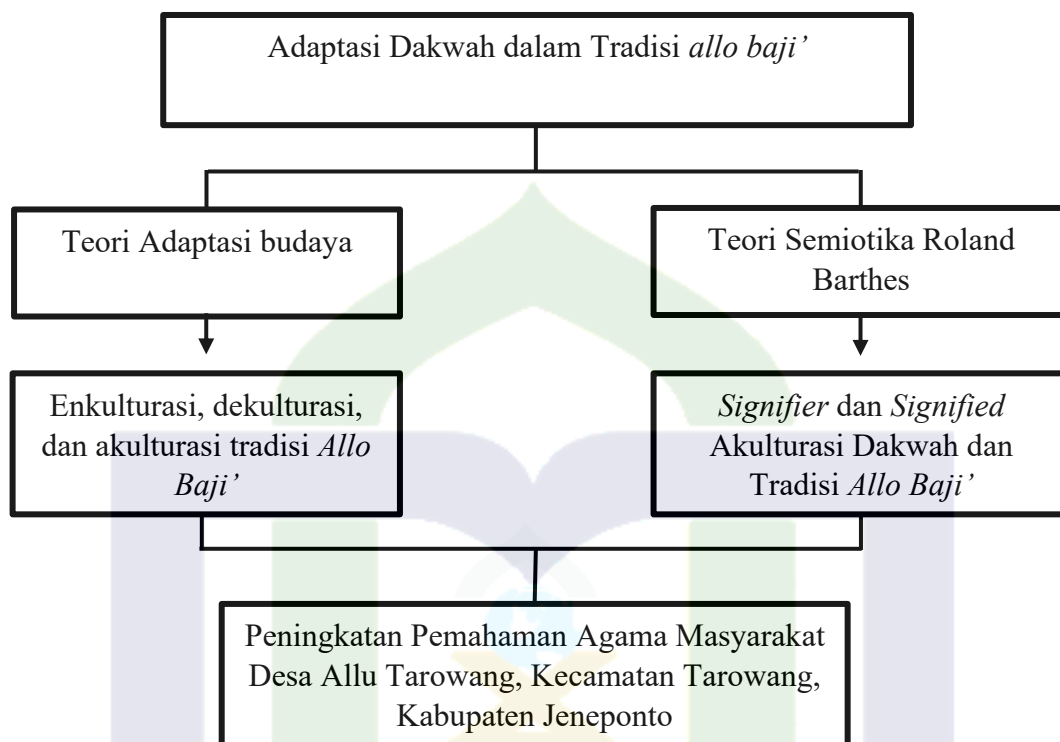 Adaptasi Dakwah dalam Tradisi allo baji’
Teori Adaptasi budaya
Teori Semiotika Roland
Barthes
Enkulturasi, dekulturasi,
dan akulturasi tradisi Allo
Baji’
Signifier dan Signified
Akulturasi Dakwah dan
Tradisi Allo Baji’
Peningkatan Pemahaman Agama Masyarakat
Desa Allu Tarowang, Kecamatan Tarowang,
Kabupaten Jeneponto